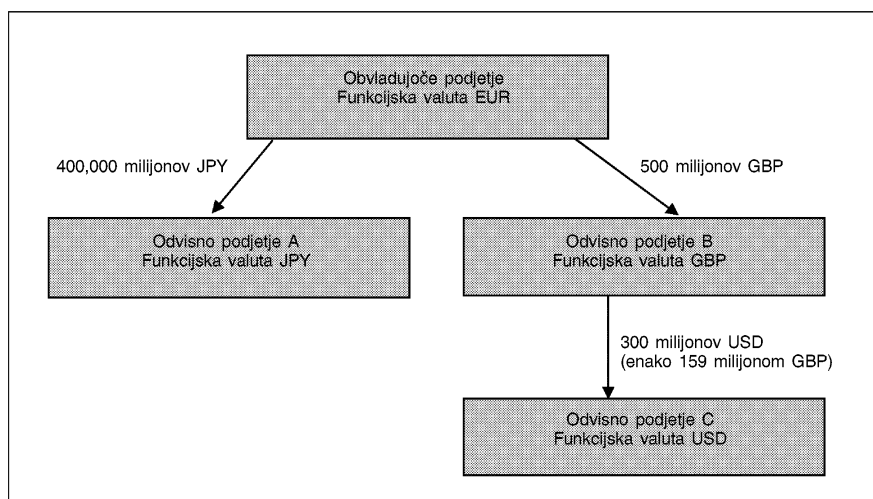 Obvladujoče podjetje
Funkcijska valuta EUR
400,000 milijonov JPY
500 milijonov GBP
Odvisno podjetje A
Funkcijska valuta JPY
Odvisno podjetje B
Funkcijska valuta GBP
300 milijonov USD
(enako 159 milijonom GBP)
Odvisno podjetje C
Funkcijska valuta USD